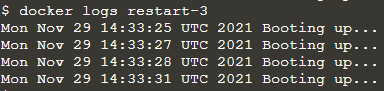 $ docker logs restart-3
Mon Nov 29 14:33:25 UTC 2021 Booting up...
Mon Nov 29 14:33:27 UTC 2021 Booting up...
Mon Nov 29 14:33:28 UTC 2021 Booting up...
Mon Nov 29 14:33:31 UTC 2021 Booting up...